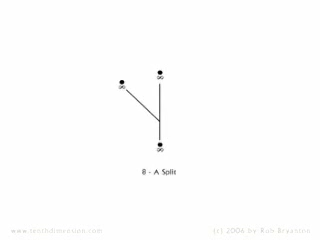 ∞
∞
∞
8 - A Split
www.tenthdimension.com
(c) 2006 by Rob Bryanton